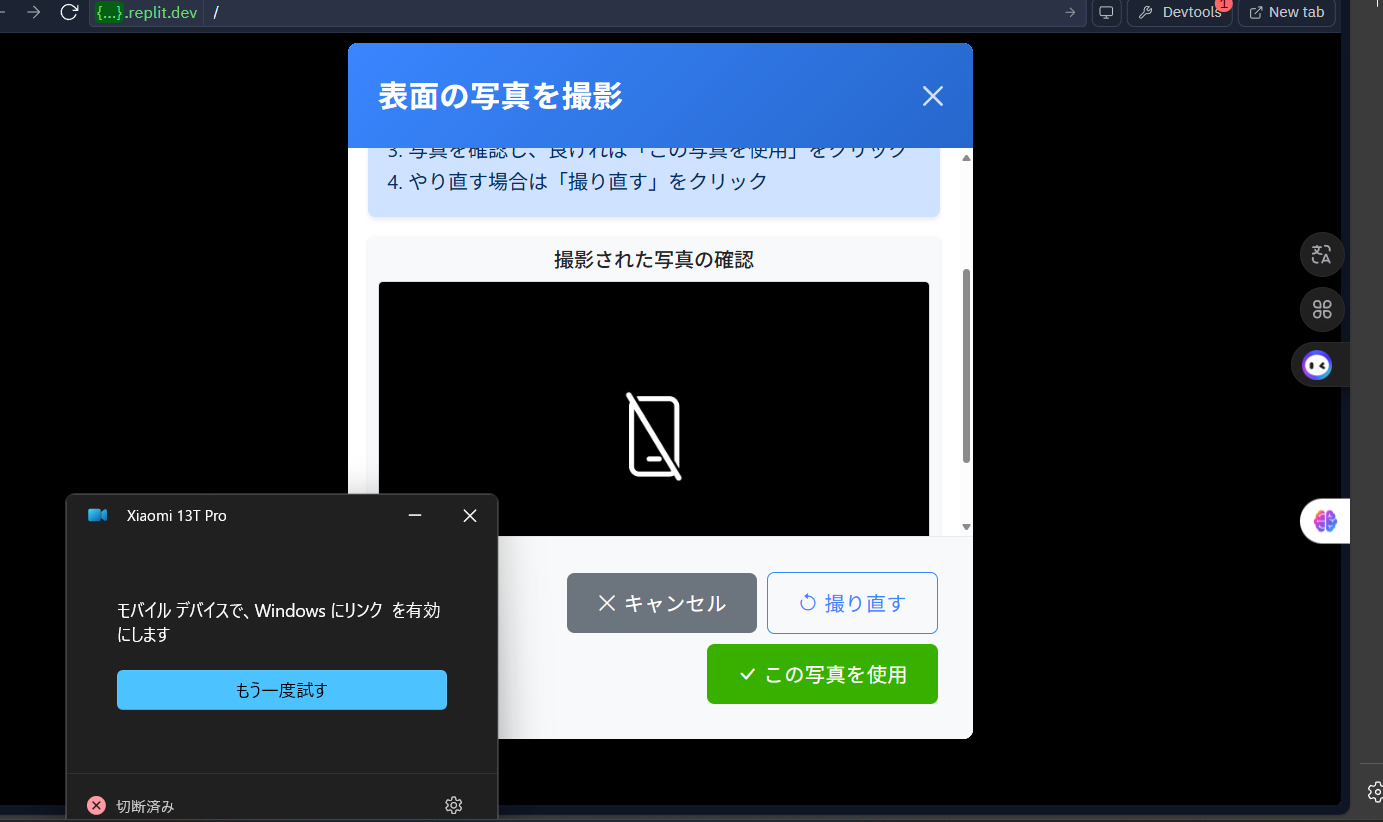 {...}.replit.dev /
Devtools 1
New tab
表面の写真を撮影
3. 写真を確認し、良ければ「この写真を使用」をクリック
4. やり直す場合は「撮り直す」をクリック
撮影された写真の確認
キャンセル
撮り直す
この写真を使用
Xiaomi 13T Pro
モバイル デバイスで、Windows にリンク を有効
にします
もう一度試す
切断済み